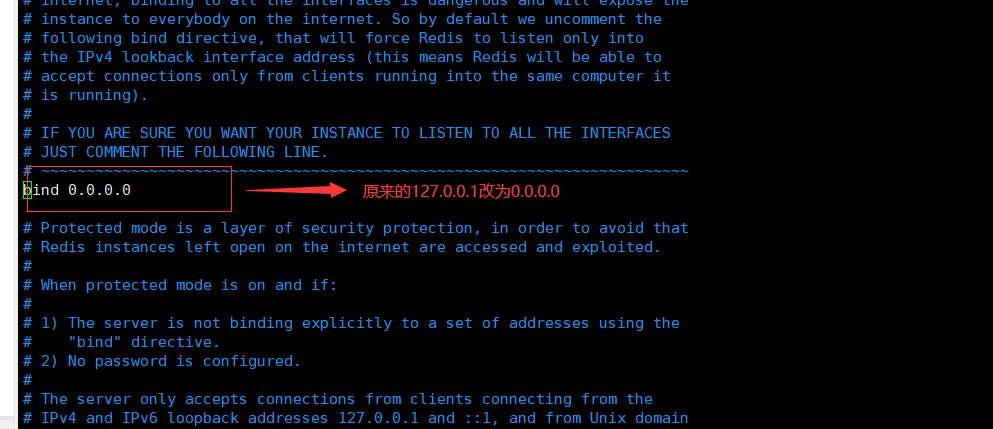 # internet, binding to all the interfaces is dangerous and will expose the
# instance to everybody on the internet. So by default we uncomment the
# following bind directive, that will force Redis to listen only into
# the IPv4 lookback interface address (this means Redis will be able to
# accept connections only from clients running into the same computer it
# is running).
#
# IF YOU ARE SURE YOU WANT YOUR INSTANCE TO LISTEN TO ALL THE INTERFACES
# JUST COMMENT THE FOLLOWING LINE.
# ~~~~~~~~~~~~~~~~~~~~~~~~~~~~~~~~~~~~~~~~~~~~~~~~~~~~~~~~~~~~~~~~~~~~~~~~
bind 0.0.0.0
原来的127.0.0.1改为0.0.0.0
# Protected mode is a layer of security protection, in order to avoid that
# Redis instances left open on the internet are accessed and exploited.
#
# When protected mode is on and if:
#
# 1) The server is not binding explicitly to a set of addresses using the
#    "bind" directive.
# 2) No password is configured.
#
# The server only accepts connections from clients connecting from the
# IPv4 and IPv6 loopback addresses 127.0.0.1 and ::1, and from Unix domain